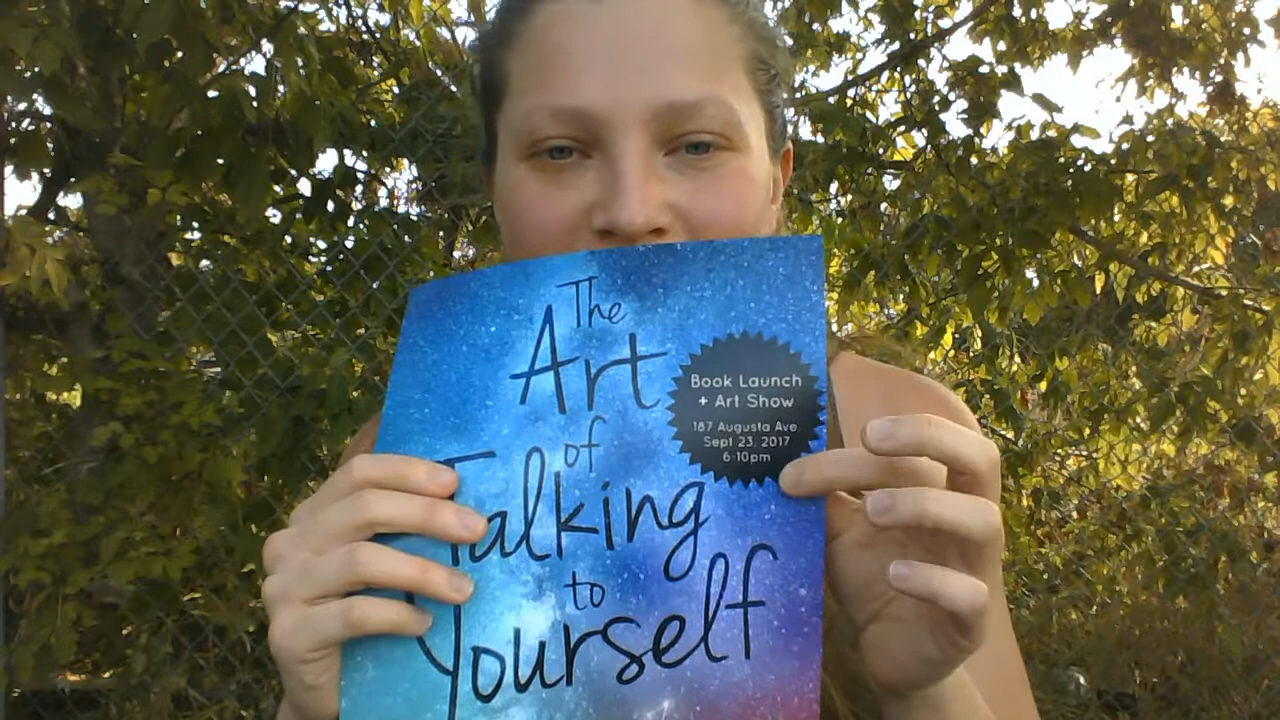 The
Art
of
Talking
to
Yourself
Book Launch
+ Art Show
187 Augusta Ave.
Sept 23, 2017
6-10pm